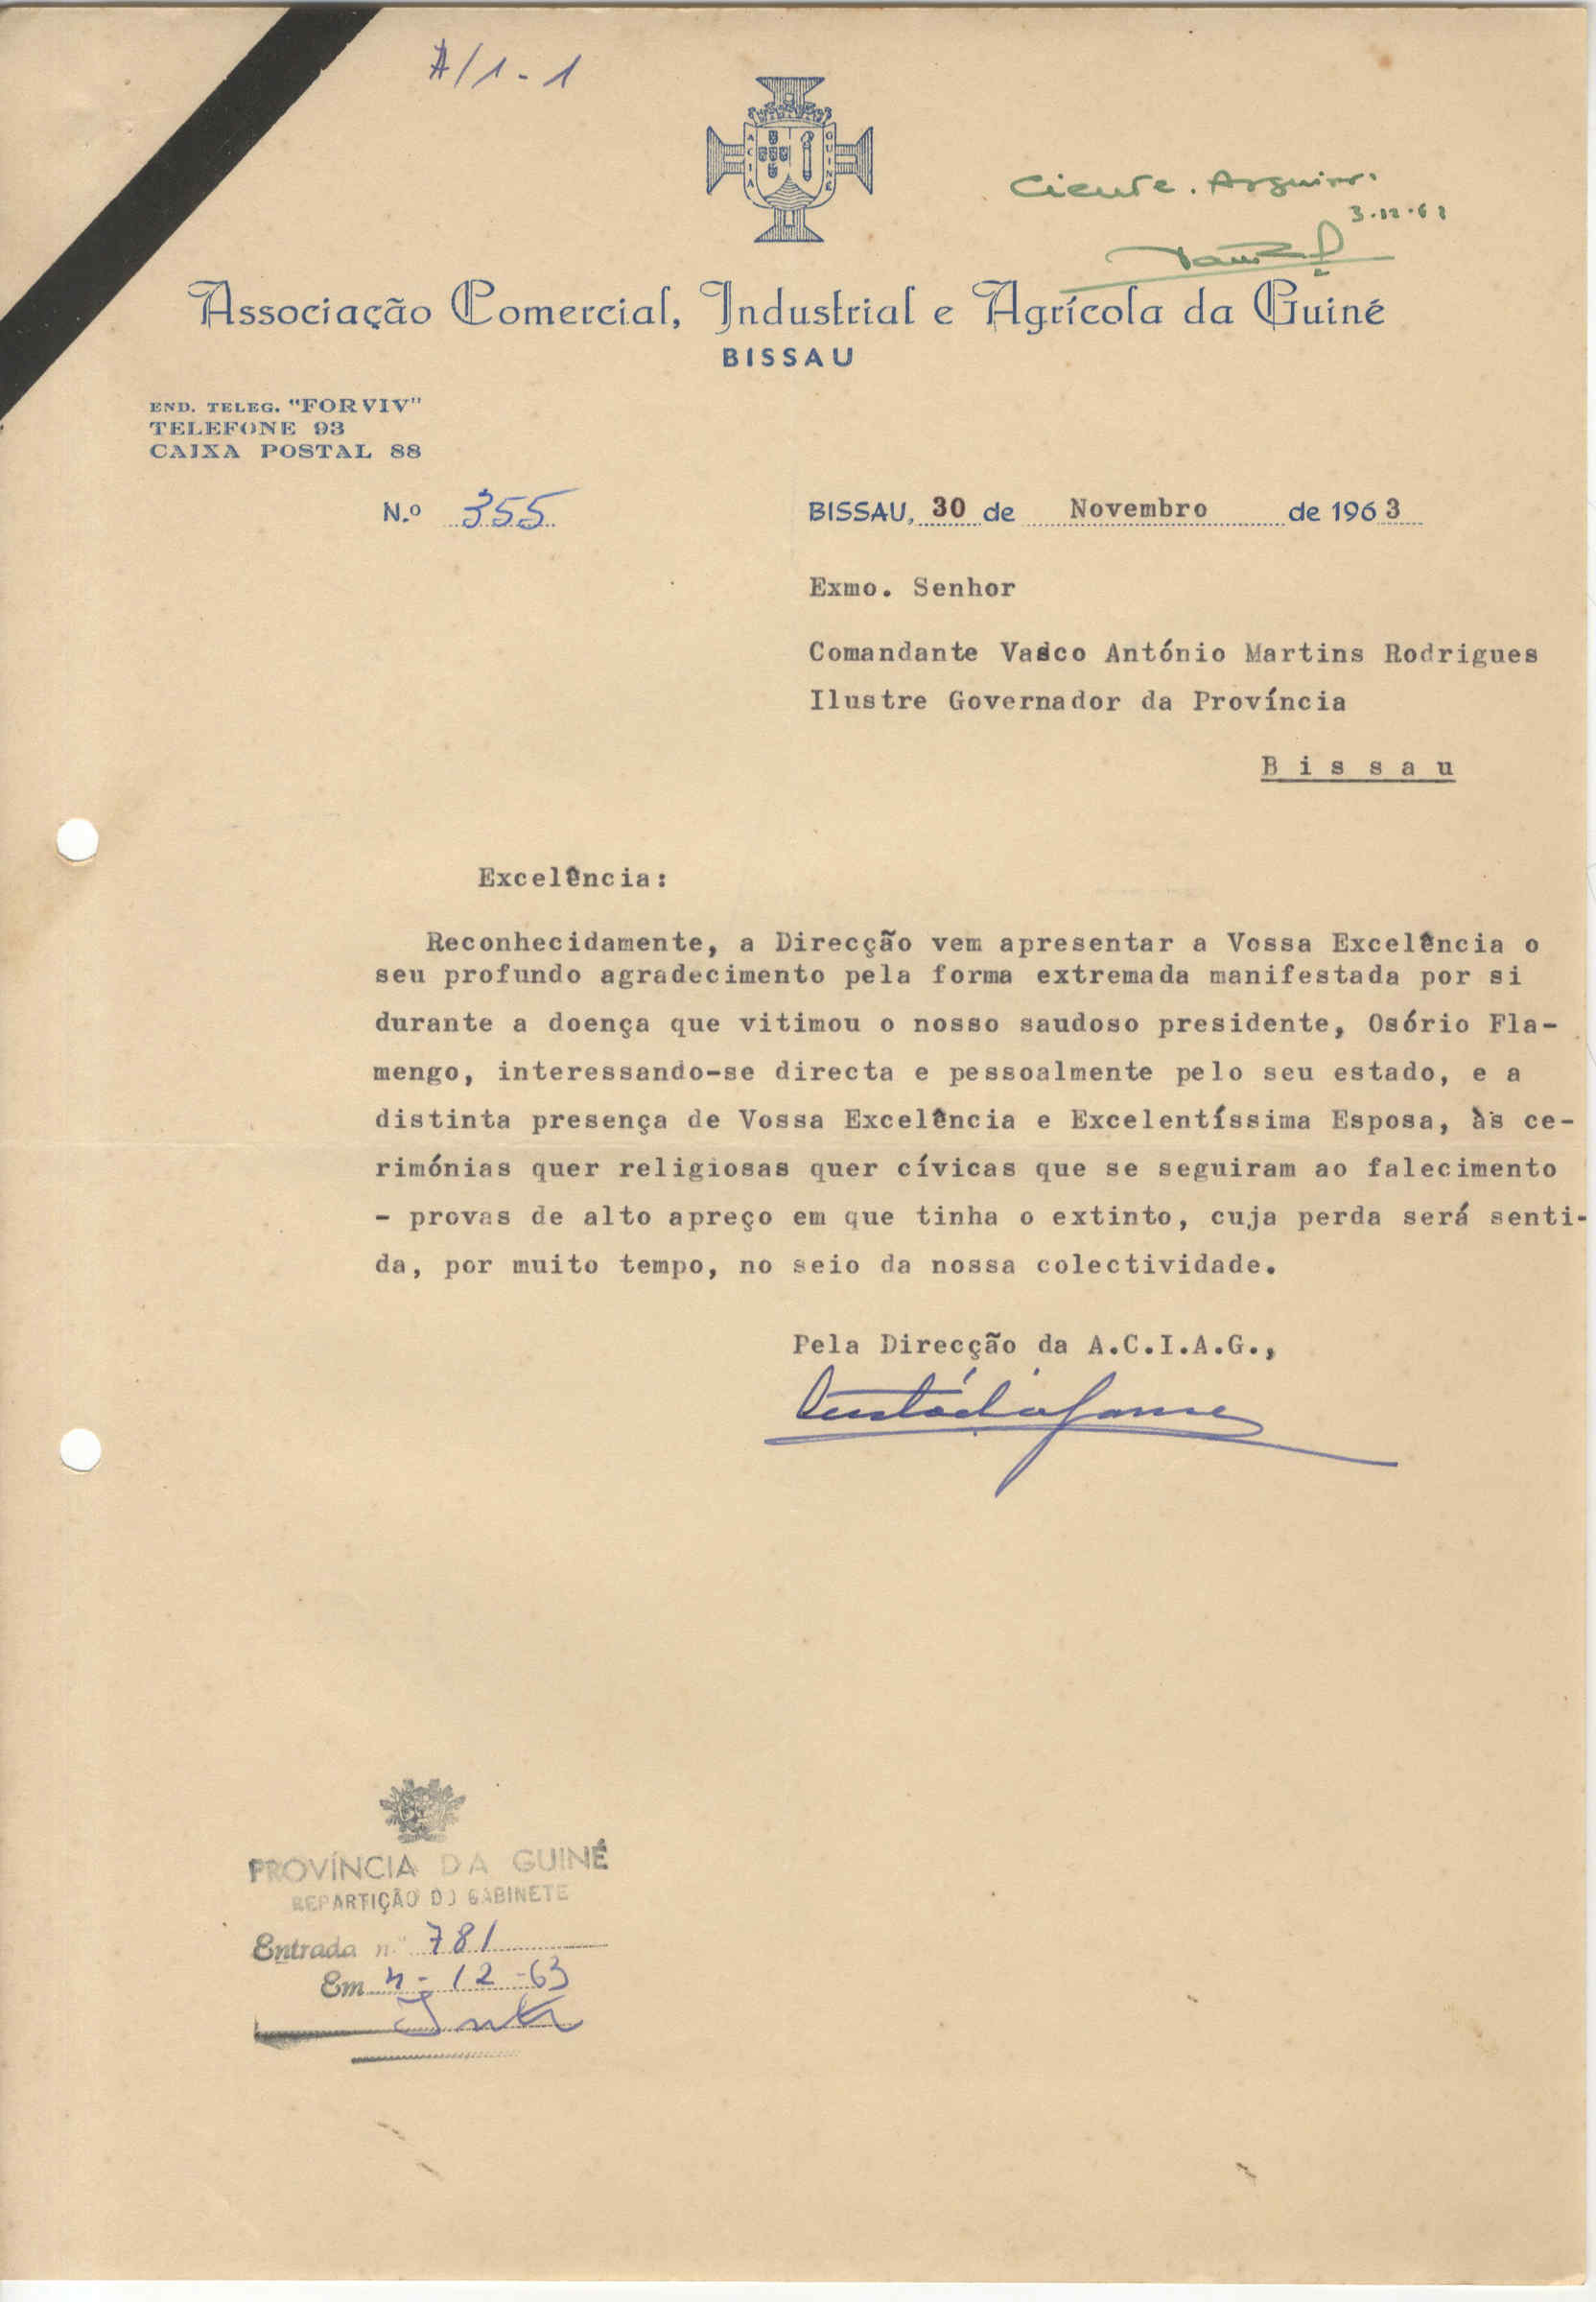 A/1-1
ACIA GUINÉ
Ciente.
3.12.63
Associação Comercial, Industrial e Agrícola da Guiné
BISSAU
END. TELEG. "FORVIV"
TELEFONE 93
CAIXA POSTAL 88
N.º 355
BISSAU, 30 de Novembro de 1963
Exmo. Senhor
Comandante Vasco António Martins Rodrigues
Ilustre Governador da Província
B i s s a u
Excelência:
Reconhecidamente, a Direcção vem apresentar a Vossa Excelência o
seu profundo agradecimento pela forma extremada manifestada por si
durante a doença que vitimou o nosso saudoso presidente, Osório Fla-
mengo, interessando-se directa e pessoalmente pelo seu estado, e a
distinta presença de Vossa Excelência e Excelentíssima Esposa, às ce-
rimónias quer religiosas quer cívicas que se seguiram ao falecimento
- provas de alto apreço em que tinha o extinto, cuja perda será senti-
da, por muito tempo, no seio da nossa colectividade.
Pela Direcção da A.C.I.A.G.,
PROVÍNCIA DA GUINÉ
REPARTIÇÃO DO GABINETE
Entrada n.º 781
Em 4-12-63